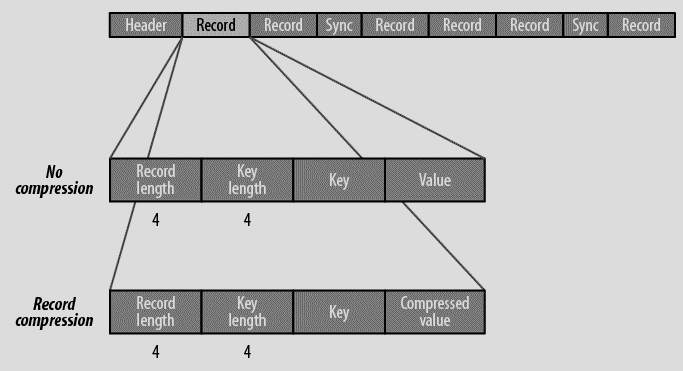 Header Record Record Sync Record Record Record Sync Record
No
compression
Record
length
Key
length
Key
Value
4 4
Record
compression
Record
length
Key
length
Key
Compressed
value
4 4